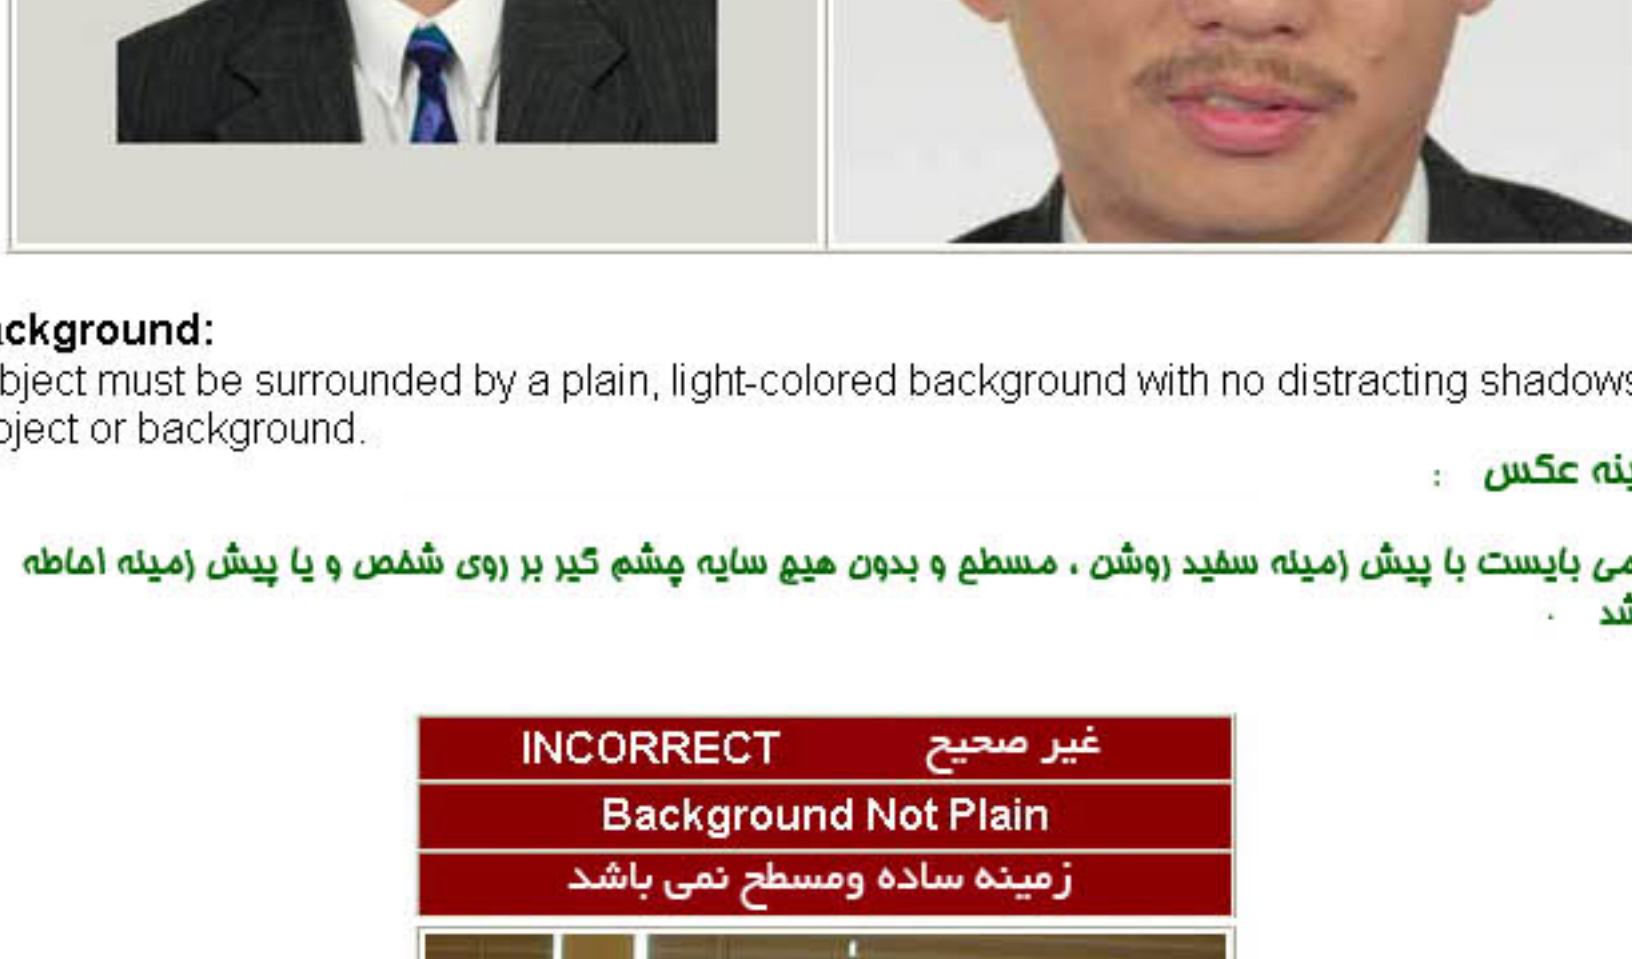 ckground:
bject must be surrounded by a plain, light-colored background with no distracting shadows
bject or background.
ینه عکس :
می بایست با پیش زمینه سفید روشن ، مسطح و بدون هیچ سایه چشم گیر بر روی شخص و یا پیش زمینه احاطه
شد .
INCORRECT غیر صحیح
Background Not Plain
زمینه ساده ومسطح نمی باشد